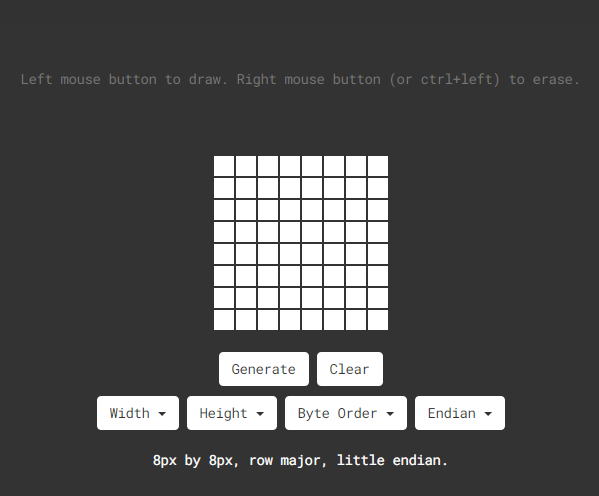 Left mouse button to draw. Right mouse button (or ctrl+left) to erase.
Generate Clear
Width Height Byte Order Endian
8px by 8px, row major, little endian.